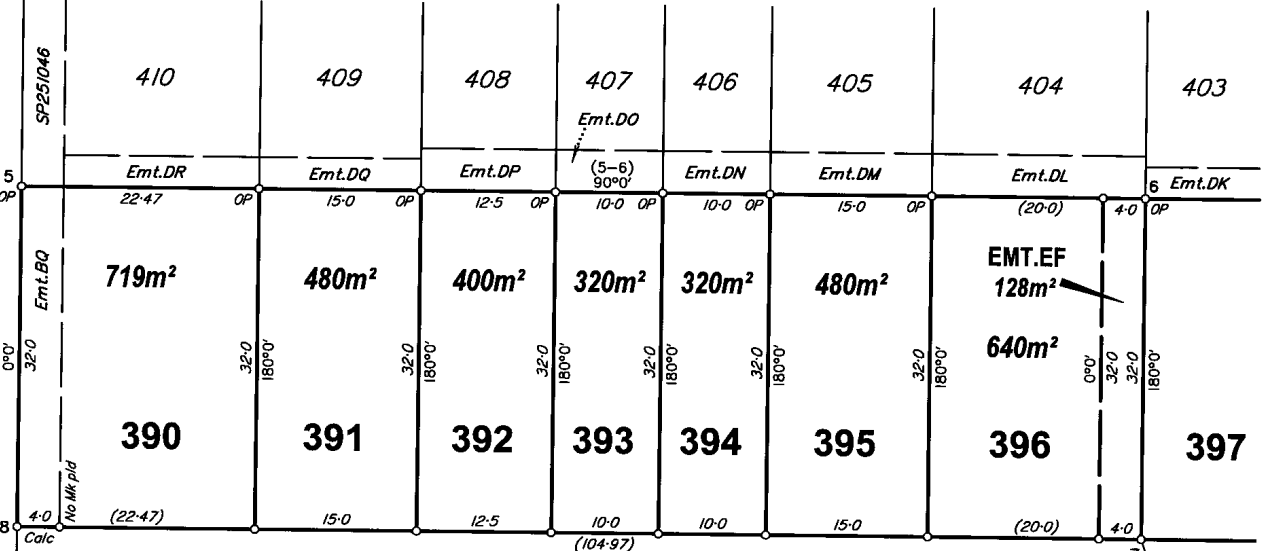 SP251046
410
409
408
407
406
405
404
403
Emt.DO
5
Emt.DR
Emt.DQ
Emt.DP
(5-6)
90°0'
Emt.DN
Emt.DM
Emt.DL
6
Emt.DK
OP
22·47
OP
15·0
OP
12·5
OP
10·0
OP
10·0
OP
15·0
OP
(20·0)
4·0
OP
Emt.BQ
719m²
480m²
400m²
320m²
320m²
480m²
EMT.EF
128m²
640m²
0°0'
32·0
32·0
180°0'
32·0
180°0'
32·0
180°0'
32·0
180°0'
32·0
180°0'
32·0
180°0'
0°0'
32·0
32·0
180°0'
390
391
392
393
394
395
396
397
No Mk pld
8
4·0
(22·47)
15·0
12·5
10·0
10·0
15·0
(20·0)
4·0
Calc
(104·97)